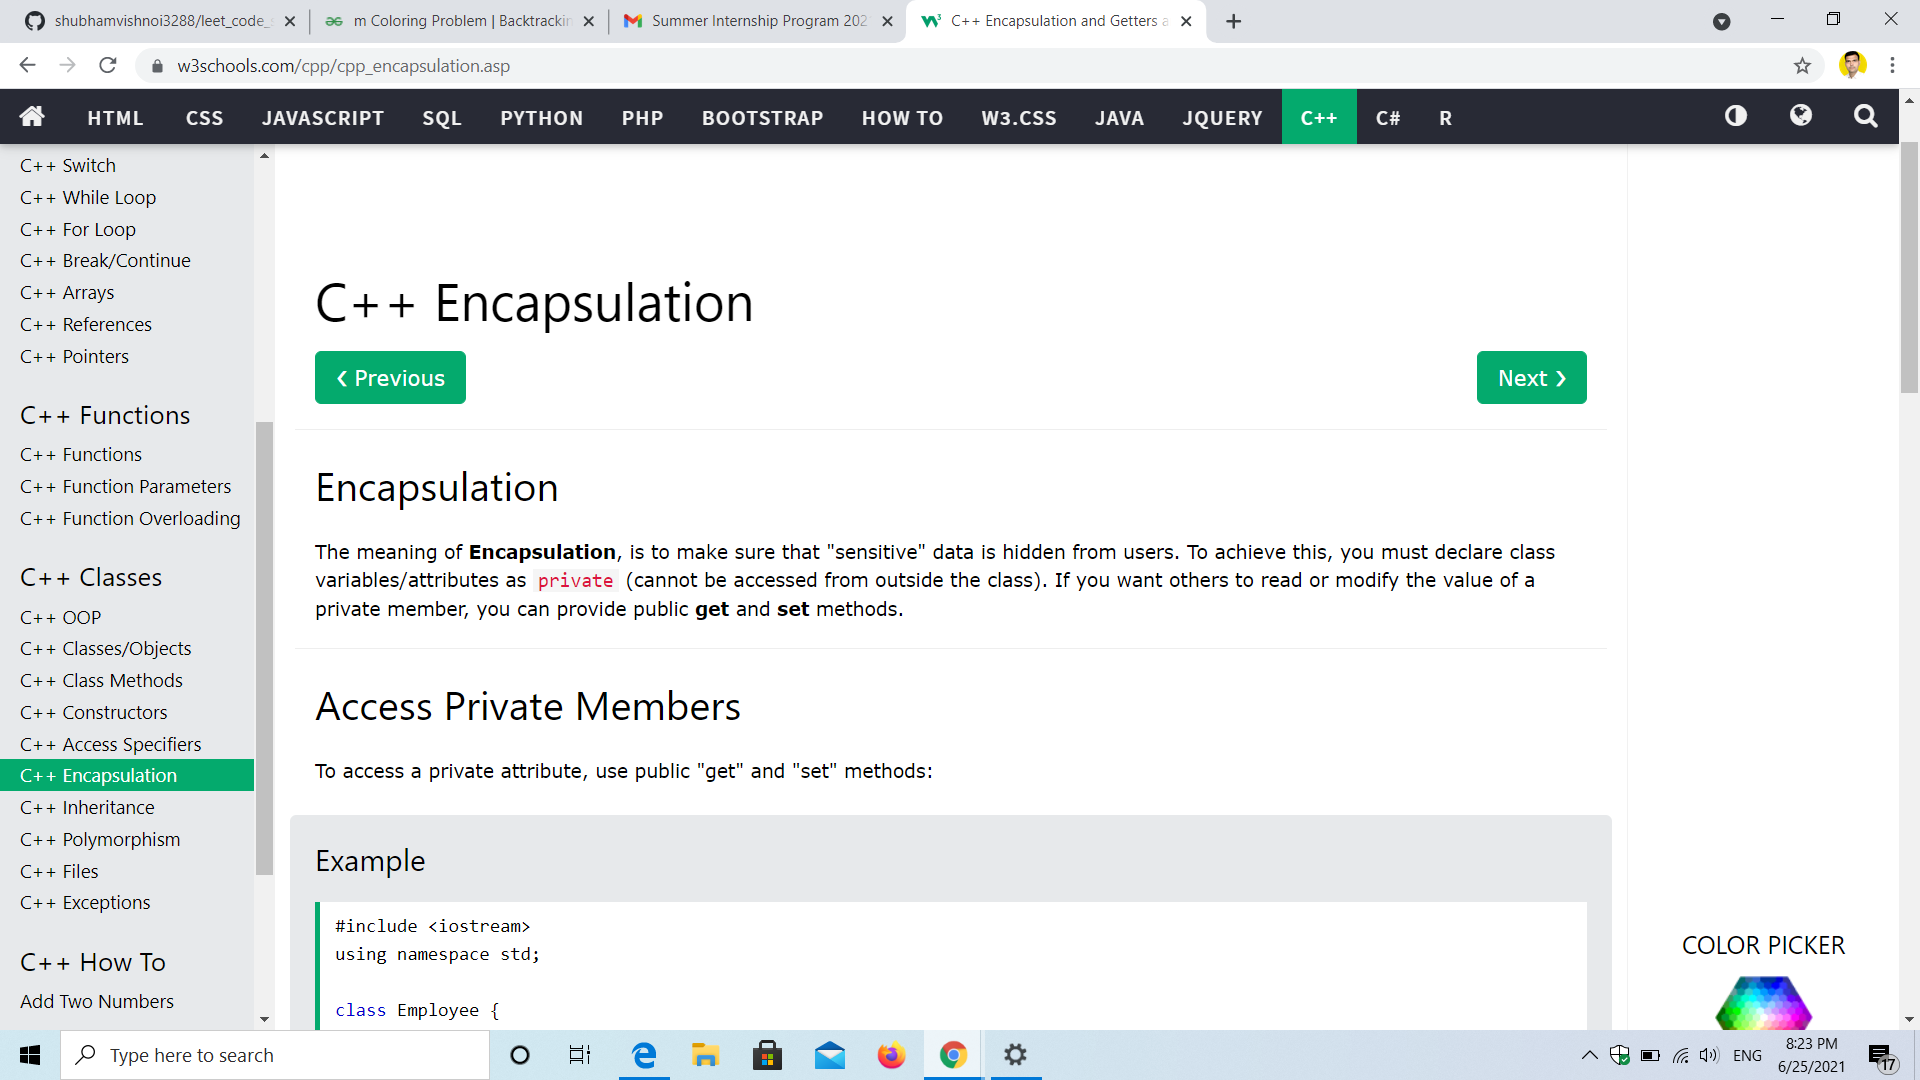 shubhamvishnoi3288/leet_code_s
m Coloring Problem | Backtrackin
Summer Internship Program 202
C++ Encapsulation and Getters a
w3schools.com/cpp/cpp_encapsulation.asp
HTML CSS JAVASCRIPT SQL PYTHON PHP BOOTSTRAP HOW TO W3.CSS JAVA JQUERY C++ C# R
C++ Switch
C++ While Loop
C++ For Loop
C++ Break/Continue
C++ Arrays
C++ References
C++ Pointers
C++ Functions
C++ Functions
C++ Function Parameters
C++ Function Overloading
C++ Classes
C++ OOP
C++ Classes/Objects
C++ Class Methods
C++ Constructors
C++ Access Specifiers
C++ Encapsulation
C++ Inheritance
C++ Polymorphism
C++ Files
C++ Exceptions
C++ How To
Add Two Numbers
C++ Encapsulation
❮ Previous
Next ❯
Encapsulation
The meaning of Encapsulation, is to make sure that "sensitive" data is hidden from users. To achieve this, you must declare class
variables/attributes as private (cannot be accessed from outside the class). If you want others to read or modify the value of a
private member, you can provide public get and set methods.
Access Private Members
To access a private attribute, use public "get" and "set" methods:
Example
#include <iostream>
using namespace std;
class Employee {
COLOR PICKER
Type here to search
ENG
8:23 PM
6/25/2021
17